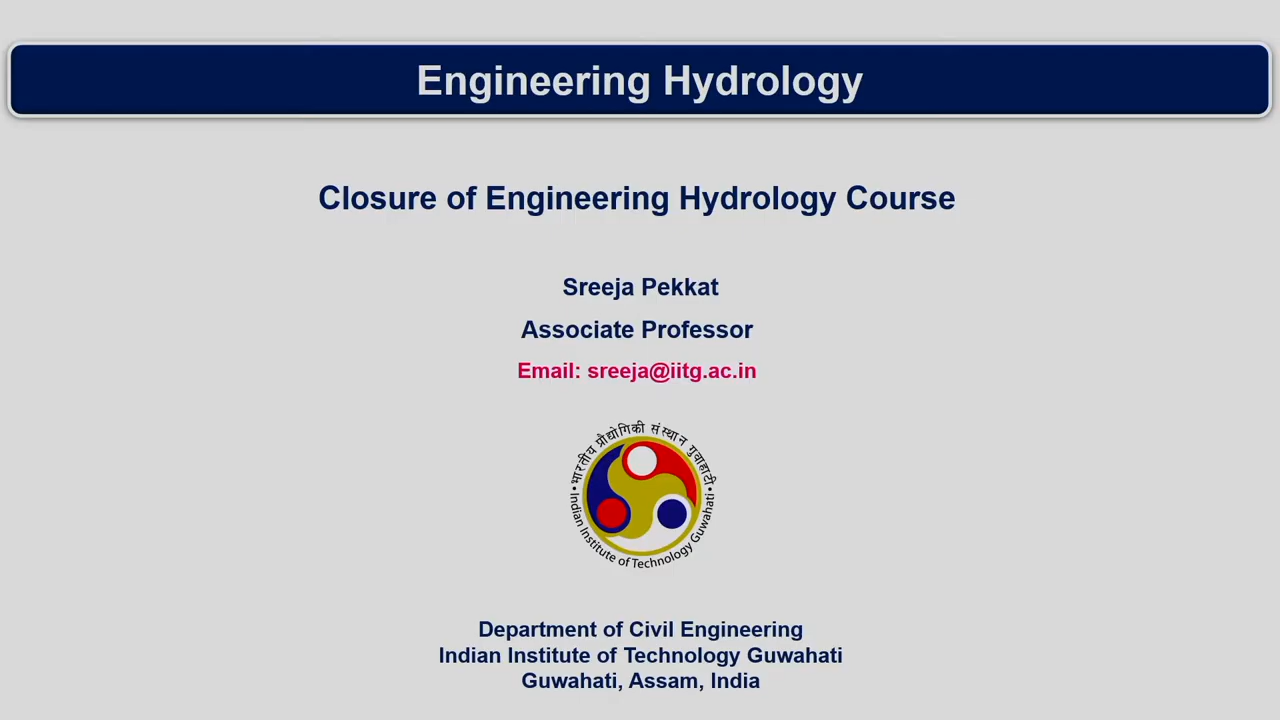 Engineering Hydrology
Closure of Engineering Hydrology Course
Sreeja Pekkat
Associate Professor
Email: sreeja@iitg.ac.in
•भारतीय प्रौद्योगिकी संस्थान गुवाहाटी•
Indian Institute of Technology Guwahati
Department of Civil Engineering
Indian Institute of Technology Guwahati
Guwahati, Assam, India